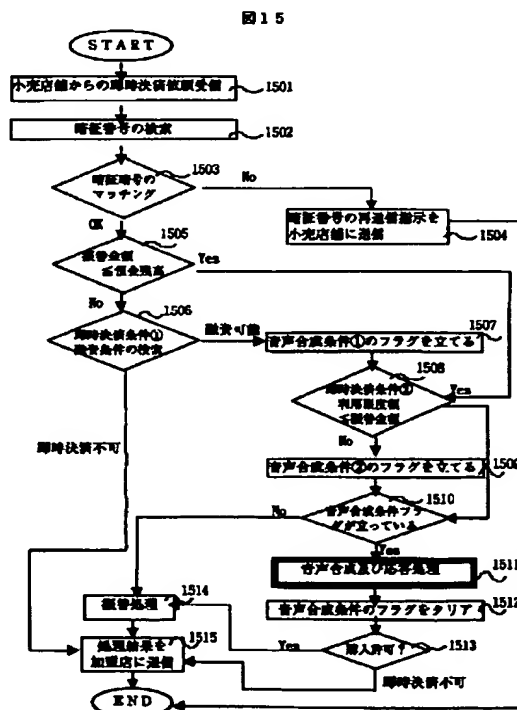 図15
START
小売店舗からの即時決済依頼受信
1501
暗証番号の検索
1502
暗証暗号の
マッチング
1503
No
OK
暗証番号の再送信指示を
小売店舗に送信
1504
1505
振替金額
≦預金残高
Yes
No
1506
即時決済条件①
融資条件の検索
融資可能
音声合成条件①のフラグを立てる
1507
1508
即時決済条件②
利用限度額
≦振替金額
Yes
No
即時決済不可
音声合成条件②のフラグを立てる
1509
1510
音声合成条件フラ
グが立っている
No
Yes
音声合成及び応答処理
1511
音声合成条件のフラグをクリア
1512
1514
振替処理
購入許可?
1513
Yes
1515
処理結果を
加盟店に送信
即時決済不可
END